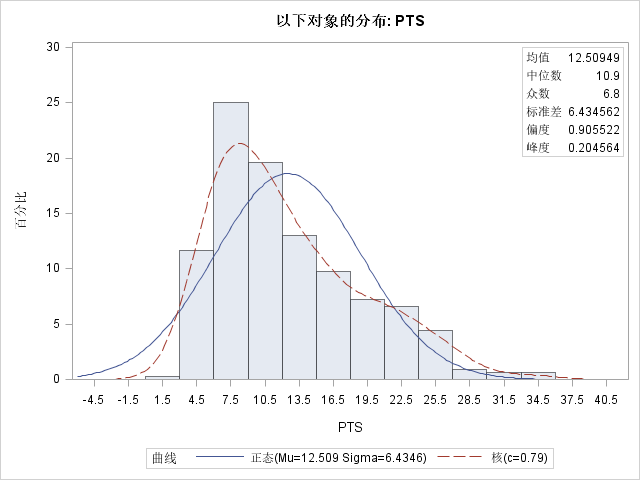 以下对象的分布: PTS
均值 12.50949
中位数 10.9
众数 6.8
标准差 6.434562
偏度 0.905522
峰度 0.204564
30
25
20
15
10
5
0
百分比
-4.5 -1.5 1.5 4.5 7.5 10.5 13.5 16.5 19.5 22.5 25.5 28.5 31.5 34.5 37.5 40.5
PTS
曲线 正态(Mu=12.509 Sigma=6.4346) 核(c=0.79)